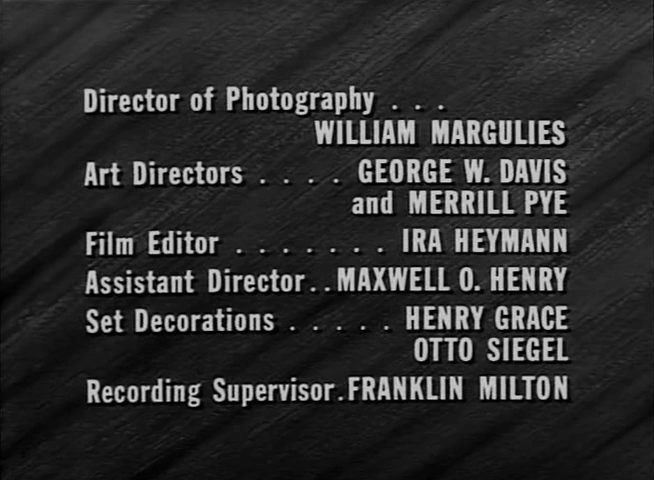 Director of Photography . . .
WILLIAM MARGULIES
Art Directors . . . . GEORGE W. DAVIS
and MERRILL PYE
Film Editor . . . . . . . IRA HEYMANN
Assistant Director . . MAXWELL O. HENRY
Set Decorations . . . . . HENRY GRACE
OTTO SIEGEL
Recording Supervisor . FRANKLIN MILTON